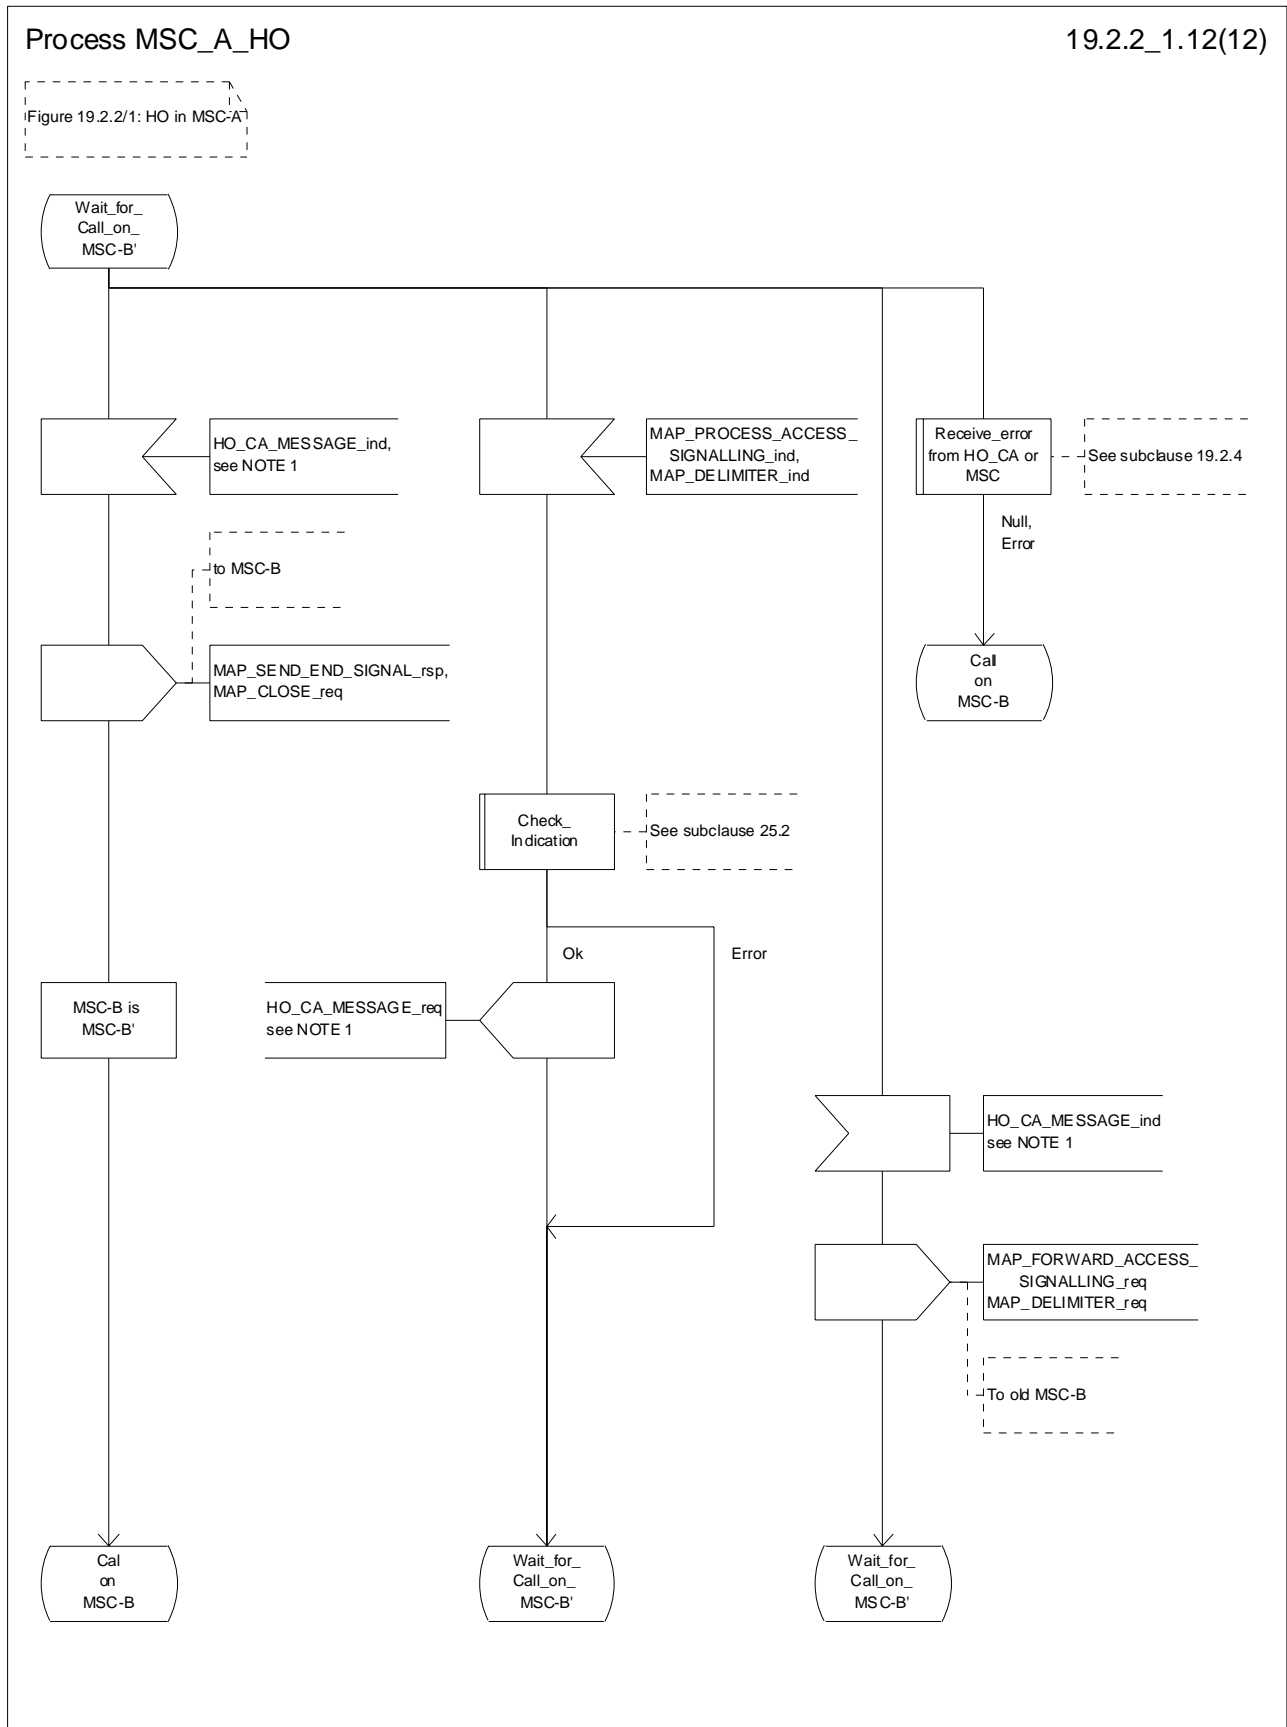 Process MSC_A_HO
19.2.2_1.12(12)
Figure 19.2.2/1: HO in MSC-A
Wait_for_
Call_on_
MSC-B'
HO_CA_MESSAGE_ind,
see NOTE 1
MAP_PROCESS_ACCESS_
SIGNALLING_ind,
MAP_DELIMITER_ind
Receive_error
from HO_CA or
MSC
See subclause 19.2.4
Null,
Error
to MSC-B
MAP_SEND_END_SIGNAL_rsp,
MAP_CLOSE_req
Call
on
MSC-B
Check_
Indication
See subclause 25.2
Ok
Error
MSC-B is
MSC-B'
HO_CA_MESSAGE_req
see NOTE 1
HO_CA_MESSAGE_ind
see NOTE 1
MAP_FORWARD_ACCESS_
SIGNALLING_req
MAP_DELIMITER_req
To old MSC-B
Cal
on
MSC-B
Wait_for_
Call_on_
MSC-B'
Wait_for_
Call_on_
MSC-B'